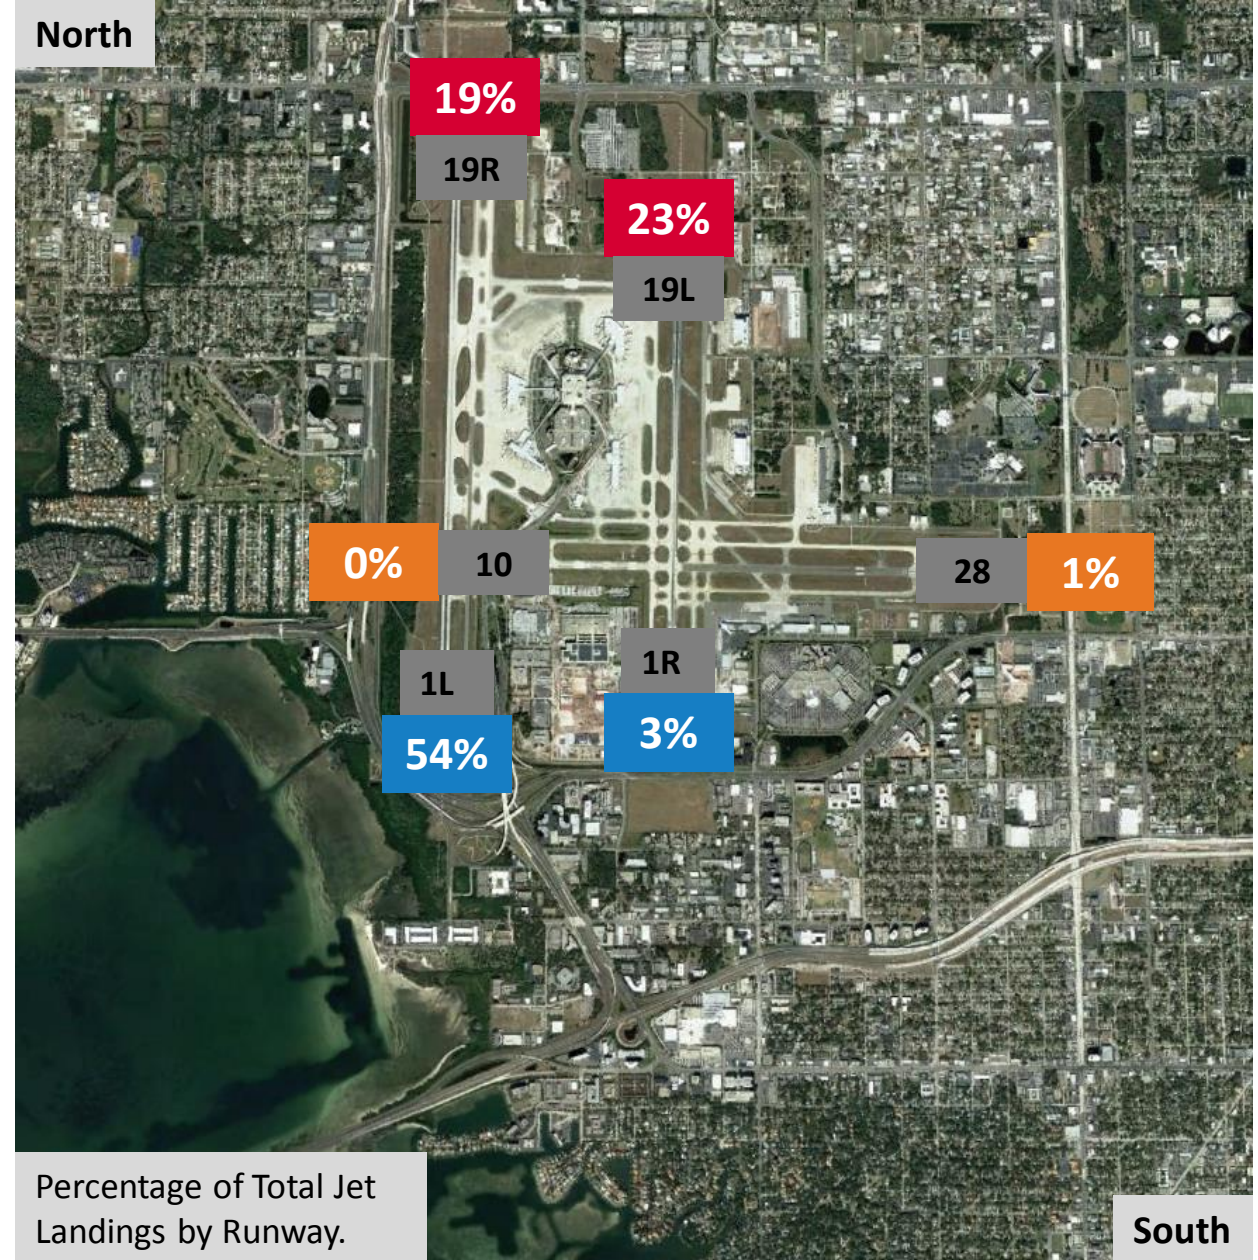 North
19%
19R
23%
19L
0%
10
28
1%
1L
54%
1R
3%
Percentage of Total Jet
Landings by Runway.
South